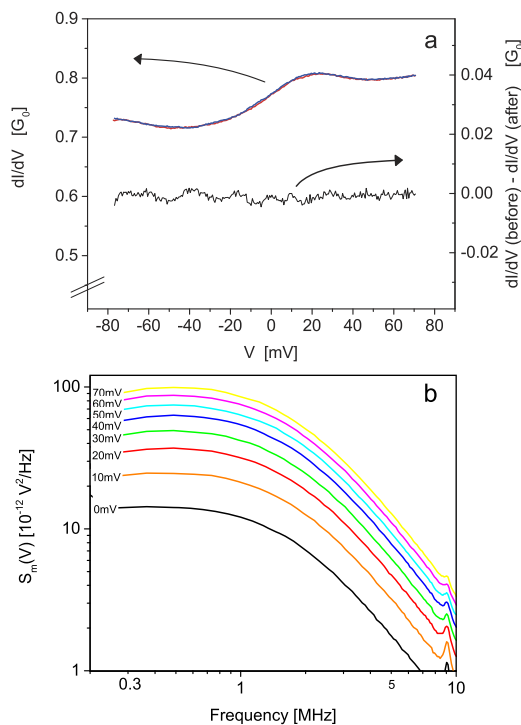 a
0.9
0.8
0.7
0.6
0.5
dI/dV [G₀]
0.04
0.02
0.00
-0.02
dI/dV (before) - dI/dV (after) [G₀]
-80 -60 -40 -20 0 20 40 60 80
V [mV]
b
100
10
1
Sₘ(V) [10⁻¹² V²/Hz]
70mV
60mV
50mV
40mV
30mV
20mV
10mV
0mV
0.3 1 5 10
Frequency [MHz]